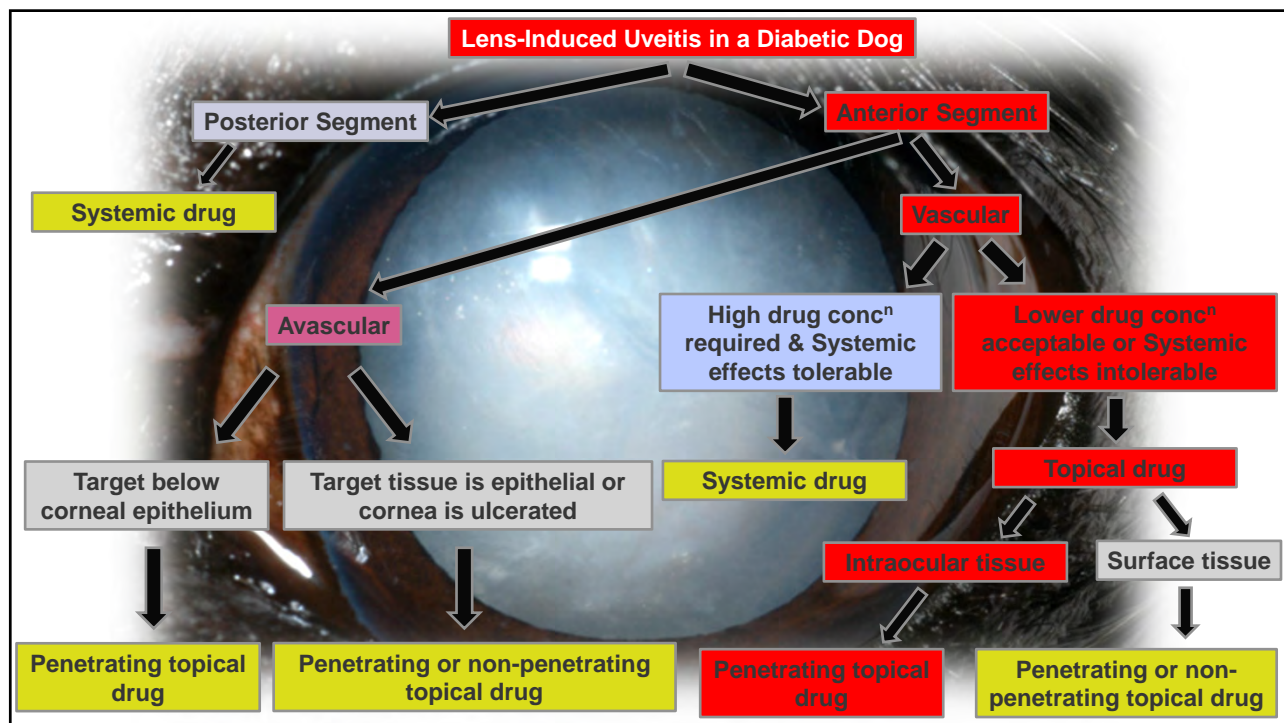 Lens-Induced Uveitis in a Diabetic Dog
Posterior Segment
Anterior Segment
Systemic drug
Vascular
Avascular
High drug concⁿ
required & Systemic
effects tolerable
Lower drug concⁿ
acceptable or Systemic
effects intolerable
Target below
corneal epithelium
Target tissue is epithelial or
cornea is ulcerated
Systemic drug
Topical drug
Intraocular tissue
Surface tissue
Penetrating topical
drug
Penetrating or non-penetrating
topical drug
Penetrating topical
drug
Penetrating or non-
penetrating topical drug